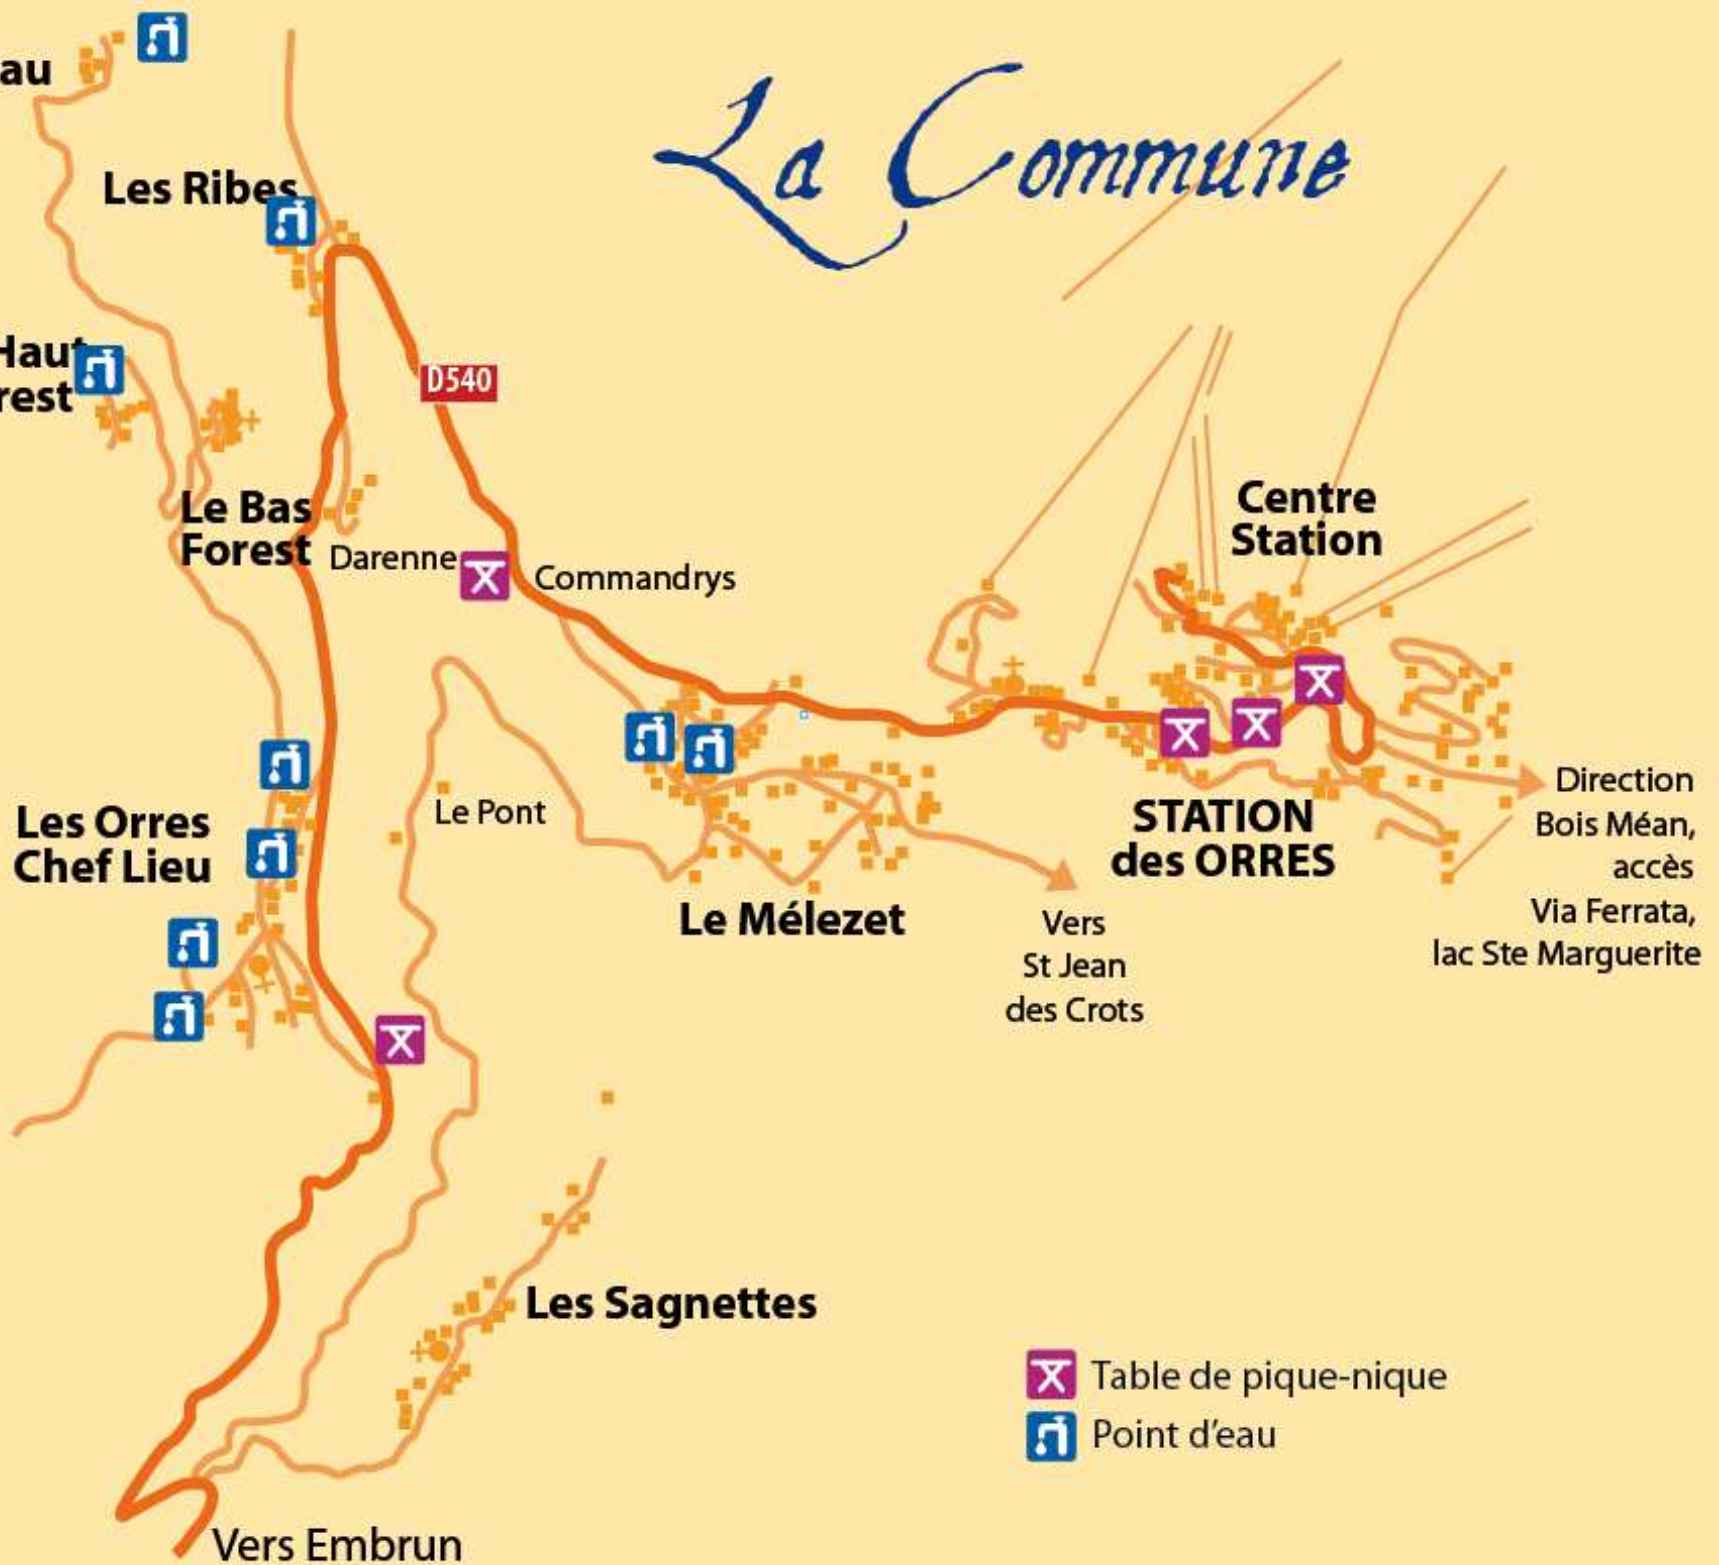 La Commune
au
Les Ribes
Haut
rest
D540
Le Bas
Forest
Darenne
Commandrys
Centre
Station
Les Orres
Chef Lieu
Le Pont
Le Mélezet
STATION
des ORRES
Direction
Bois Méan,
accès
Via Ferrata,
lac Ste Marguerite
Vers
St Jean
des Crots
Les Sagnettes
Table de pique-nique
Point d'eau
Vers Embrun